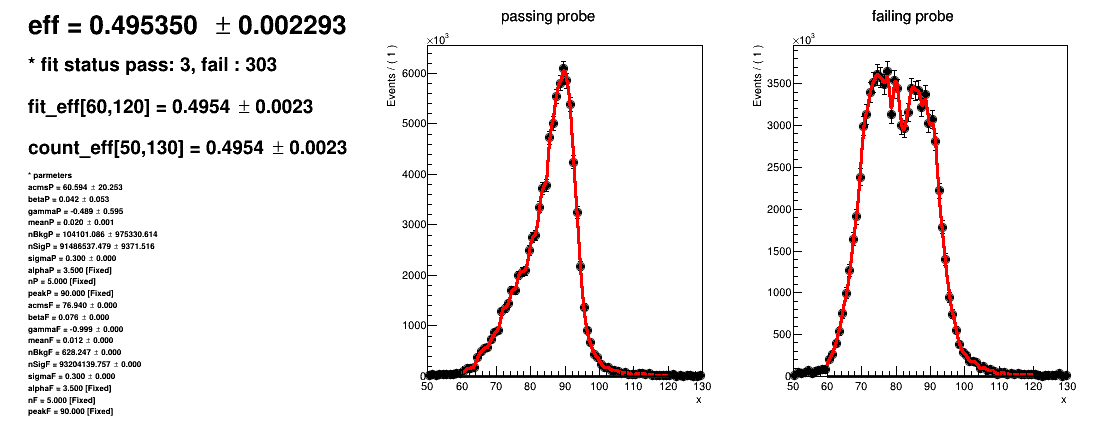 eff = 0.495350 ± 0.002293
* fit status pass: 3, fail : 303
fit_eff[60,120] = 0.4954 ± 0.0023
count_eff[50,130] = 0.4954 ± 0.0023
* parmeters
acmsP = 60.594 ± 20.253
betaP = 0.042 ± 0.053
gammaP = -0.489 ± 0.595
meanP = 0.020 ± 0.001
nBkgP = 104101.086 ± 975330.614
nSigP = 91486537.479 ± 9371.516
sigmaP = 0.300 ± 0.000
alphaP = 3.500 [Fixed]
nP = 5.000 [Fixed]
peakP = 90.000 [Fixed]
acmsF = 76.940 ± 0.000
betaF = 0.076 ± 0.000
gammaF = -0.999 ± 0.000
meanF = 0.012 ± 0.000
nBkgF = 628.247 ± 0.000
nSigF = 93204139.757 ± 0.000
sigmaF = 0.300 ± 0.000
alphaF = 3.500 [Fixed]
nF = 5.000 [Fixed]
peakF = 90.000 [Fixed]
passing probe
×10³
Events / ( 1 )
6000
5000
4000
3000
2000
1000
0
50 60 70 80 90 100 110 120 130
x
failing probe
×10³
Events / ( 1 )
3500
3000
2500
2000
1500
1000
500
0
50 60 70 80 90 100 110 120 130
x